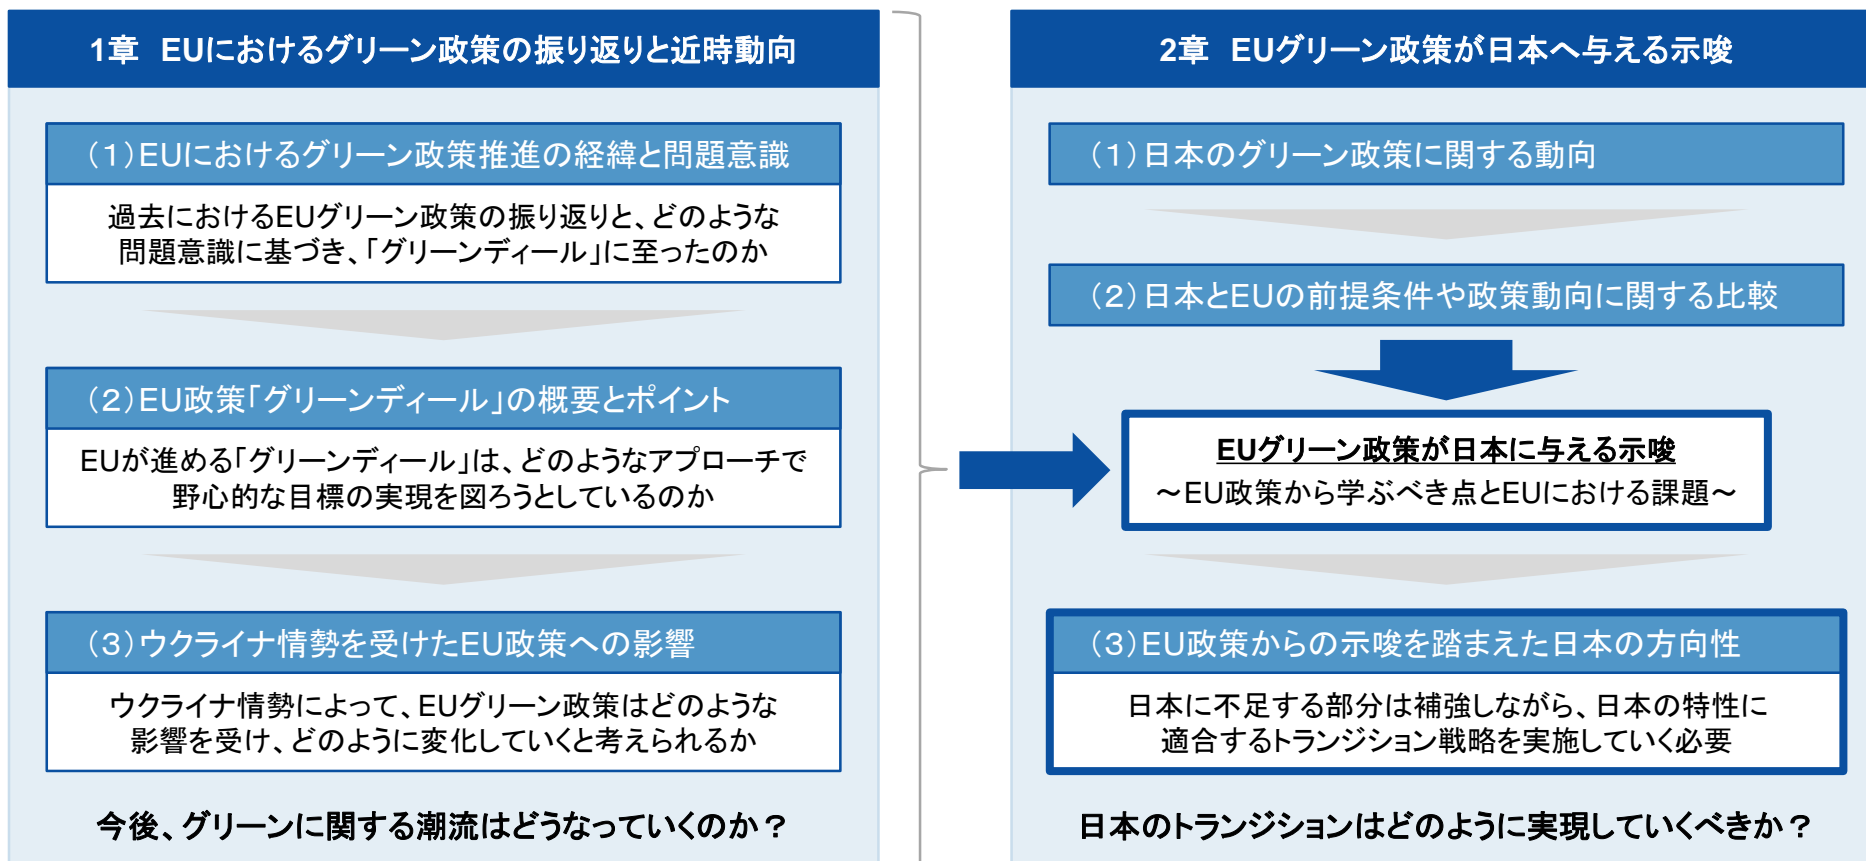 1章 EUにおけるグリーン政策の振り返りと近時動向
(1)EUにおけるグリーン政策推進の経緯と問題意識
過去におけるEUグリーン政策の振り返りと、どのような
問題意識に基づき、「グリーンディール」に至ったのか
(2)EU政策「グリーンディール」の概要とポイント
EUが進める「グリーンディール」は、どのようなアプローチで
野心的な目標の実現を図ろうとしているのか
(3)ウクライナ情勢を受けたEU政策への影響
ウクライナ情勢によって、EUグリーン政策はどのような
影響を受け、どのように変化していくと考えられるか
今後、グリーンに関する潮流はどうなっていくのか?
2章 EUグリーン政策が日本へ与える示唆
(1)日本のグリーン政策に関する動向
(2)日本とEUの前提条件や政策動向に関する比較
EUグリーン政策が日本に与える示唆
～EU政策から学ぶべき点とEUにおける課題～
(3)EU政策からの示唆を踏まえた日本の方向性
日本に不足する部分は補強しながら、日本の特性に
適合するトランジション戦略を実施していく必要
日本のトランジションはどのように実現していくべきか?